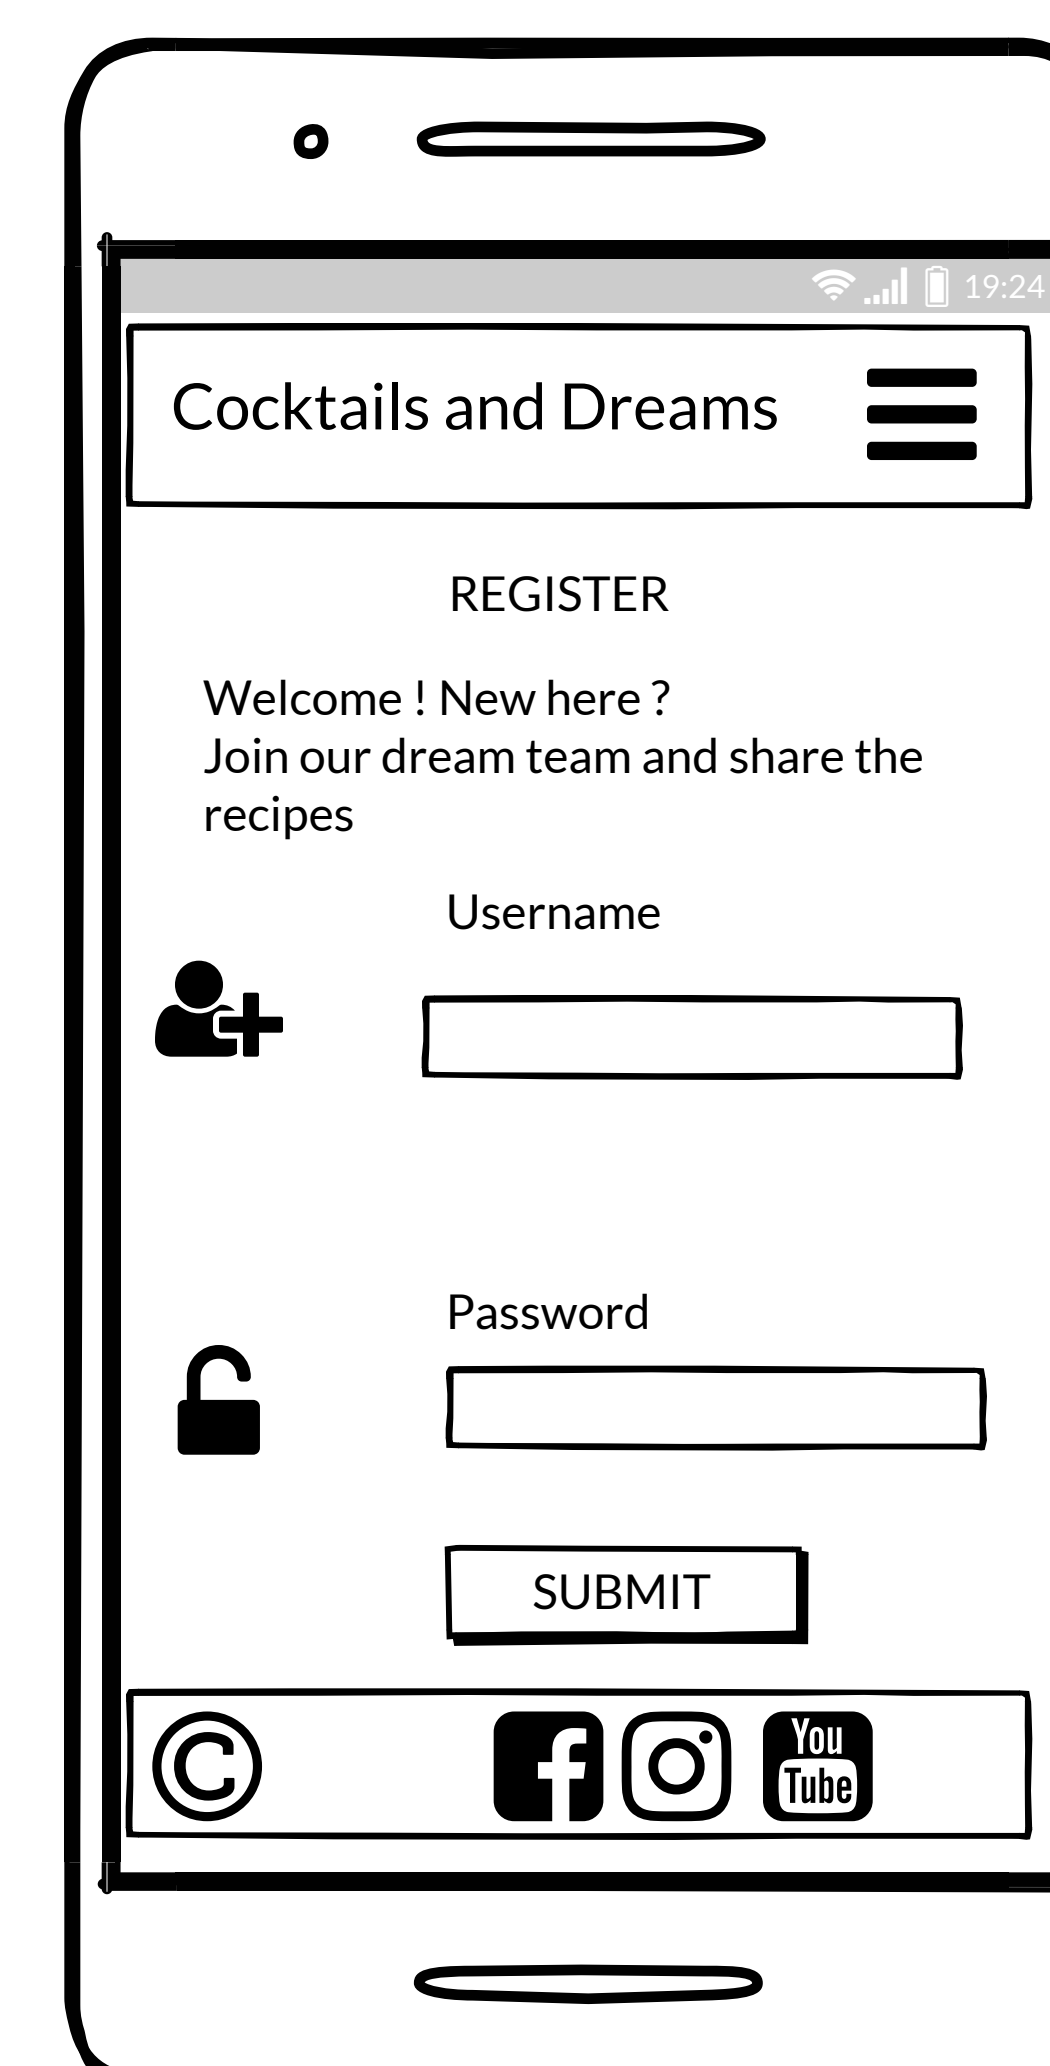 19:24
Cocktails and Dreams
REGISTER
Welcome ! New here ?
Join our dream team and share the
recipes
Username
Password
SUBMIT
©
You
Tube